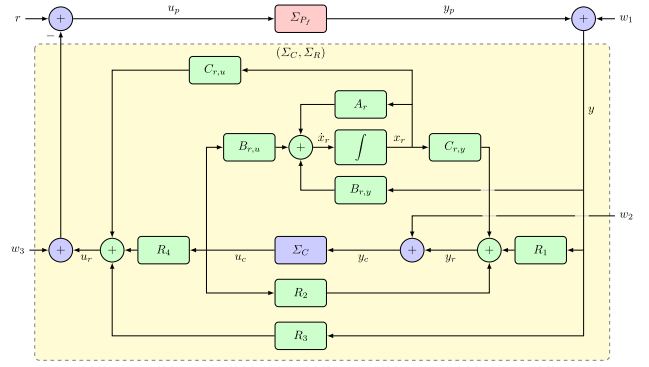 r + u_p Σ_{P_f} y_p + w_1
−
(Σ_C, Σ_R)
C_{r,u}
A_r
y
B_{r,u} + ẋ_r ∫ x_r C_{r,y}
B_{r,y}
w_2
w_3 + u_r + R_4 u_c Σ_C y_c + y_r + R_1
R_2
R_3